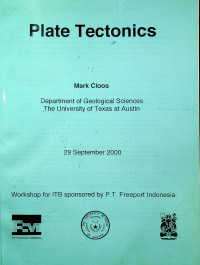 Plate Tectonics
Mark Cloos
Department of Geological Sciences
The University of Texas at Austin
29 September 2000
Workshop for ITB sponsored by P.T. Freeport Indonesia